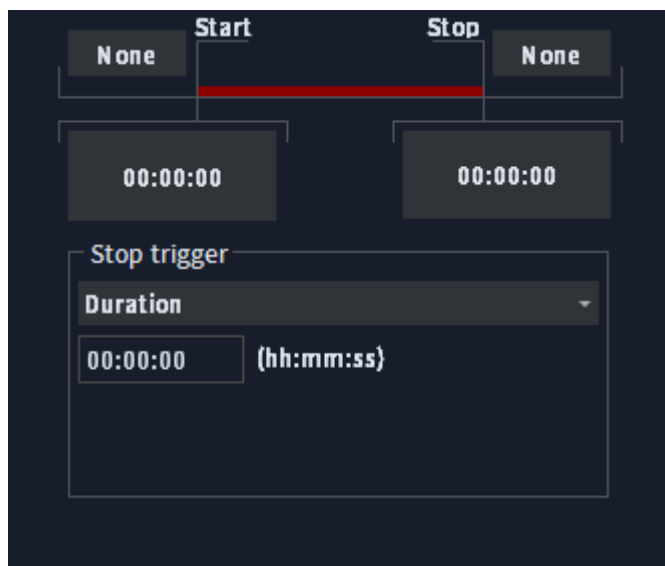 Start
Stop
None
None
00:00:00
00:00:00
Stop trigger
Duration
00:00:00 (hh:mm:ss)